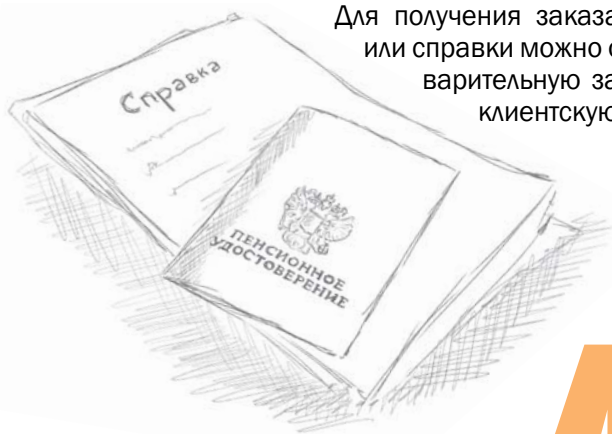 Для получения заказа
или справки можно
варительную за
клиентскую
Справка
ПЕНСИОННОЕ
УДОСТОВЕРЕНИЕ